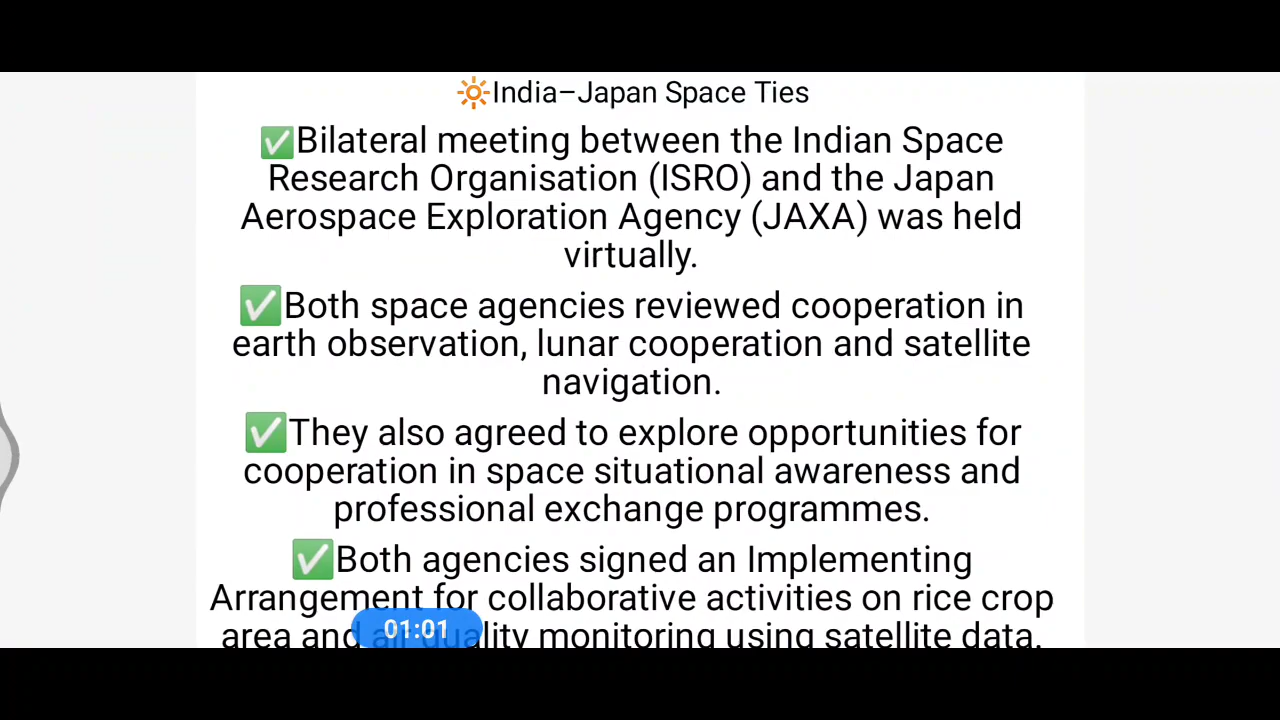 🔆India–Japan Space Ties
✅Bilateral meeting between the Indian Space
Research Organisation (ISRO) and the Japan
Aerospace Exploration Agency (JAXA) was held
virtually.
✅Both space agencies reviewed cooperation in
earth observation, lunar cooperation and satellite
navigation.
✅They also agreed to explore opportunities for
cooperation in space situational awareness and
professional exchange programmes.
✅Both agencies signed an Implementing
Arrangement for collaborative activities on rice crop
area and air quality monitoring using satellite data.
01:01